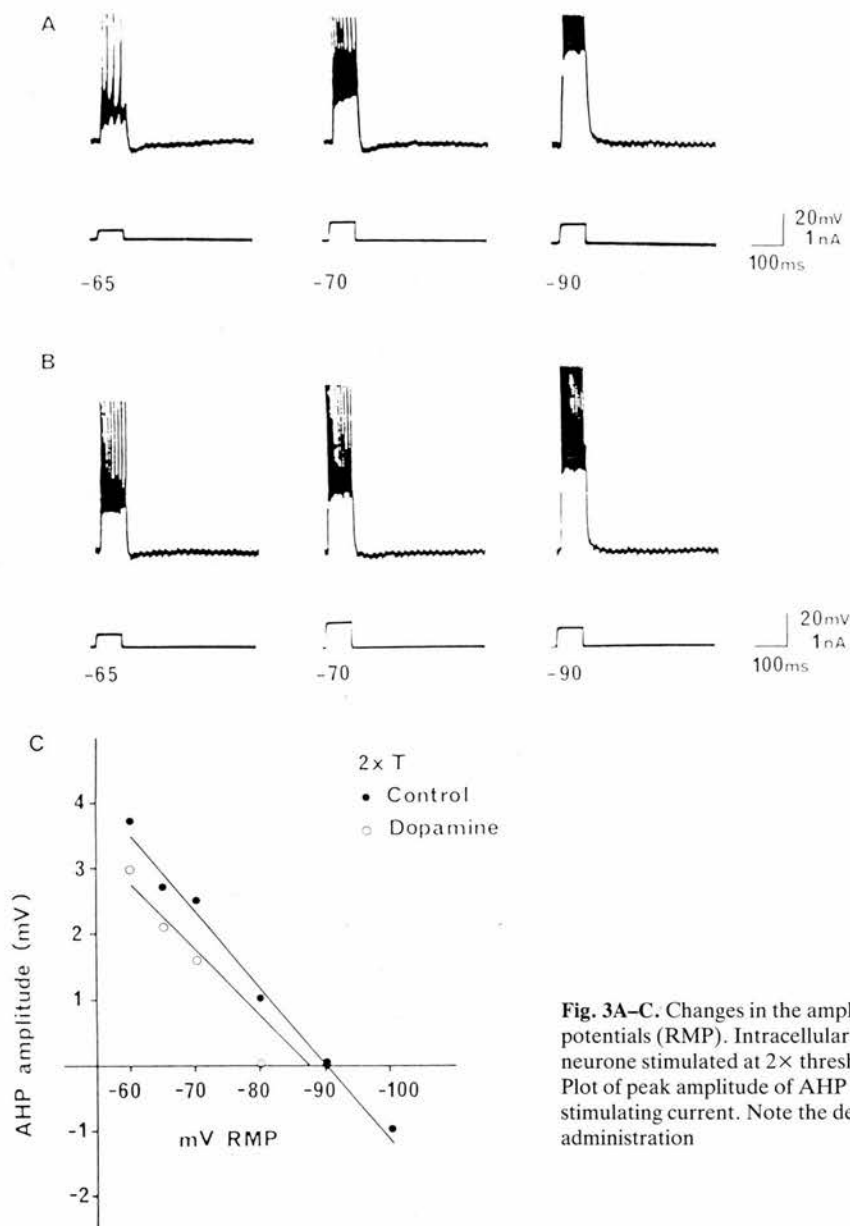 A
20mV
1nA
100ms
-65 -70 -90
B
20mV
1nA
100ms
-65 -70 -90
C
2x T
● Control
○ Dopamine
4
3
2
1
-1
-2
-60 -70 -80 -90 -100
AHP amplitude (mV)
mV RMP
Fig. 3A–C. Changes in the ampl
potentials (RMP). Intracellular
neurone stimulated at 2× thresh
Plot of peak amplitude of AHP
stimulating current. Note the de
administration